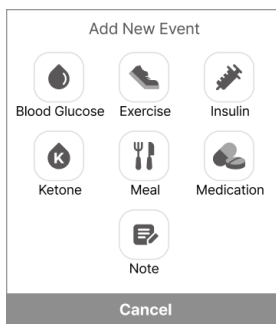 Add New Event
Blood Glucose Exercise Insulin
K
Ketone Meal Medication
Note
Cancel